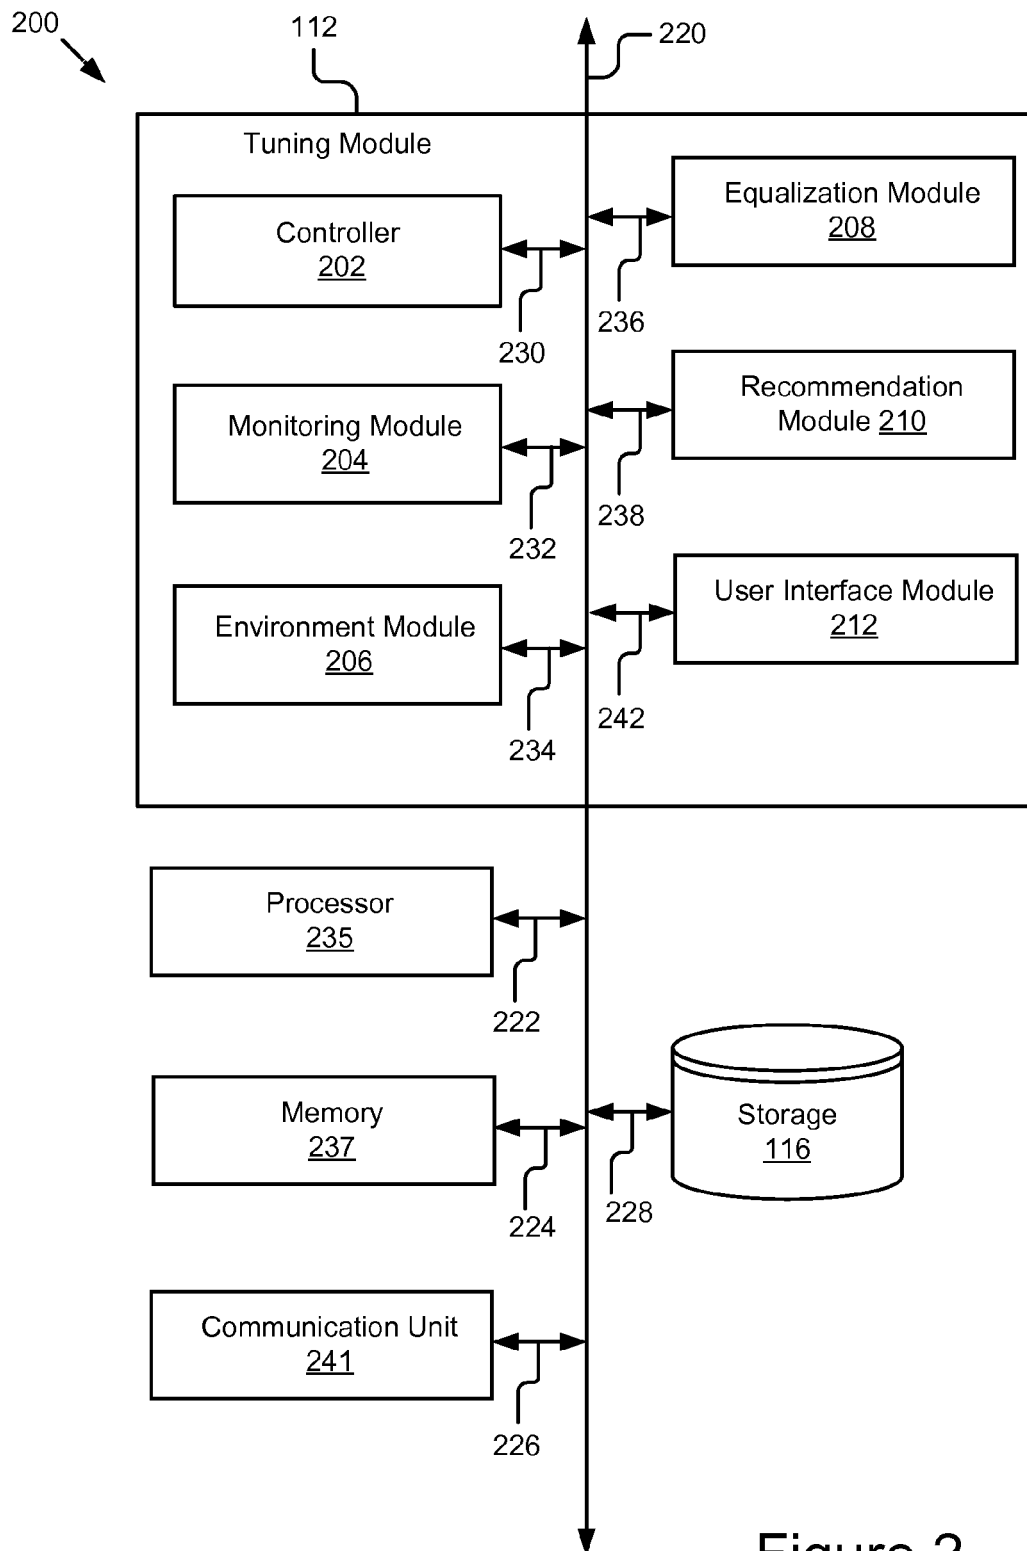 200
112
220
Tuning Module
Controller
202
230
Equalization Module
208
236
Monitoring Module
204
232
Recommendation
Module 210
238
Environment Module
206
234
User Interface Module
212
242
Processor
235
222
Memory
237
224
Storage
116
228
Communication Unit
241
226
Figure 2